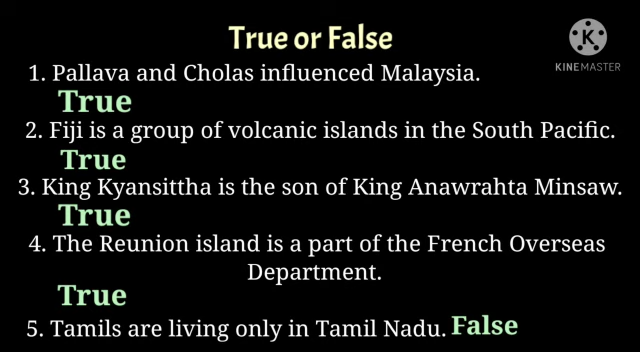 True or False
KINEMASTER
1. Pallava and Cholas influenced Malaysia.
True
2. Fiji is a group of volcanic islands in the South Pacific.
True
3. King Kyansittha is the son of King Anawrahta Minsaw.
True
4. The Reunion island is a part of the French Overseas
Department.
True
5. Tamils are living only in Tamil Nadu. False